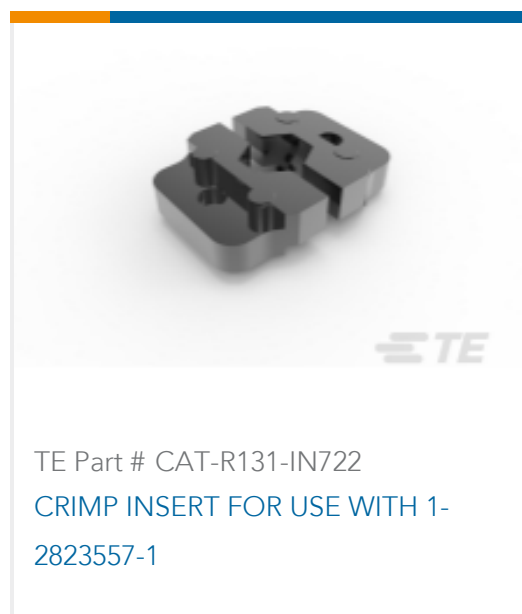 TE
TE Part # CAT-R131-IN722
CRIMP INSERT FOR USE WITH 1-
2823557-1